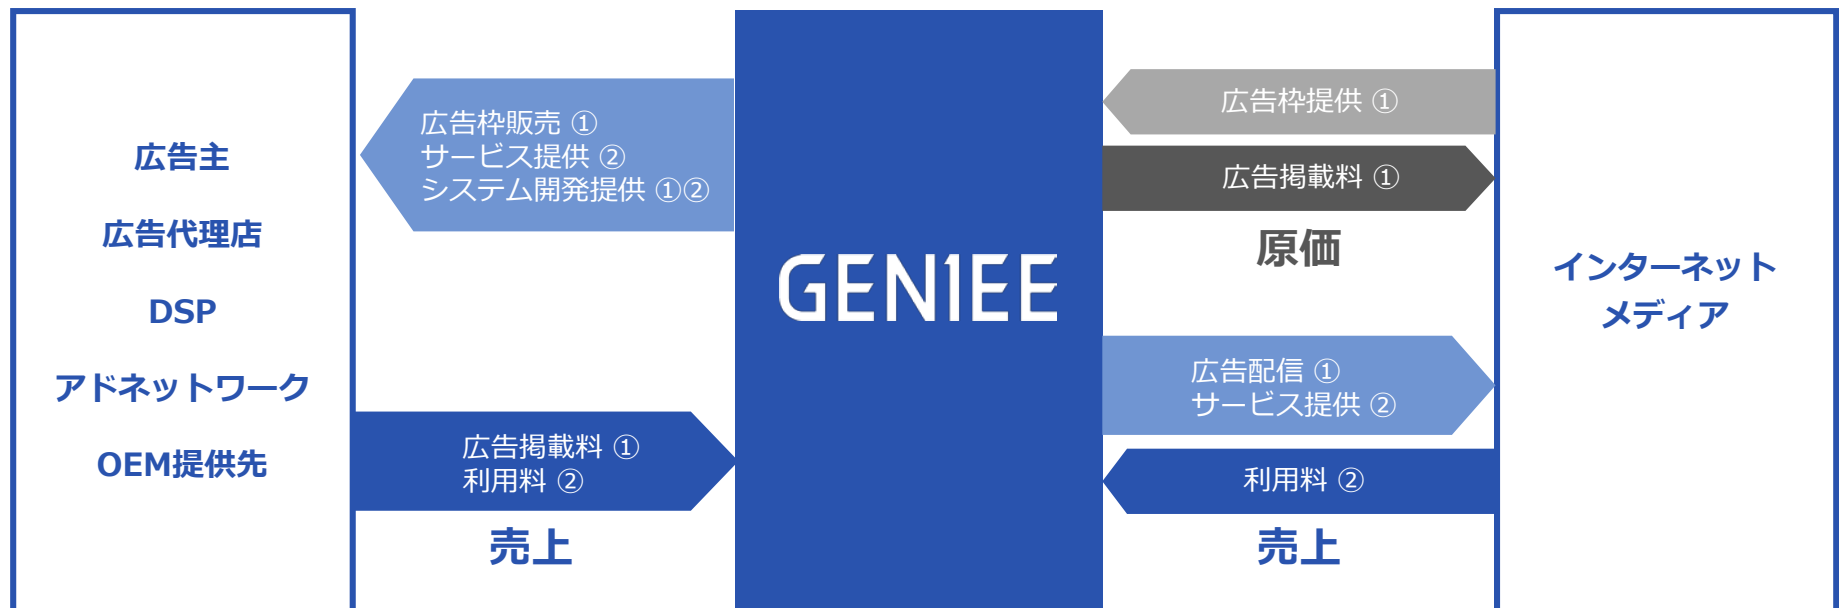 広告主
広告代理店
DSP
アドネットワーク
OEM提供先
広告枠販売 ①
サービス提供 ②
システム開発提供 ①②
広告掲載料 ①
利用料 ②
売上
GENIEE
広告枠提供 ①
広告掲載料 ①
原価
広告配信 ①
サービス提供 ②
利用料 ②
売上
インターネット
メディア